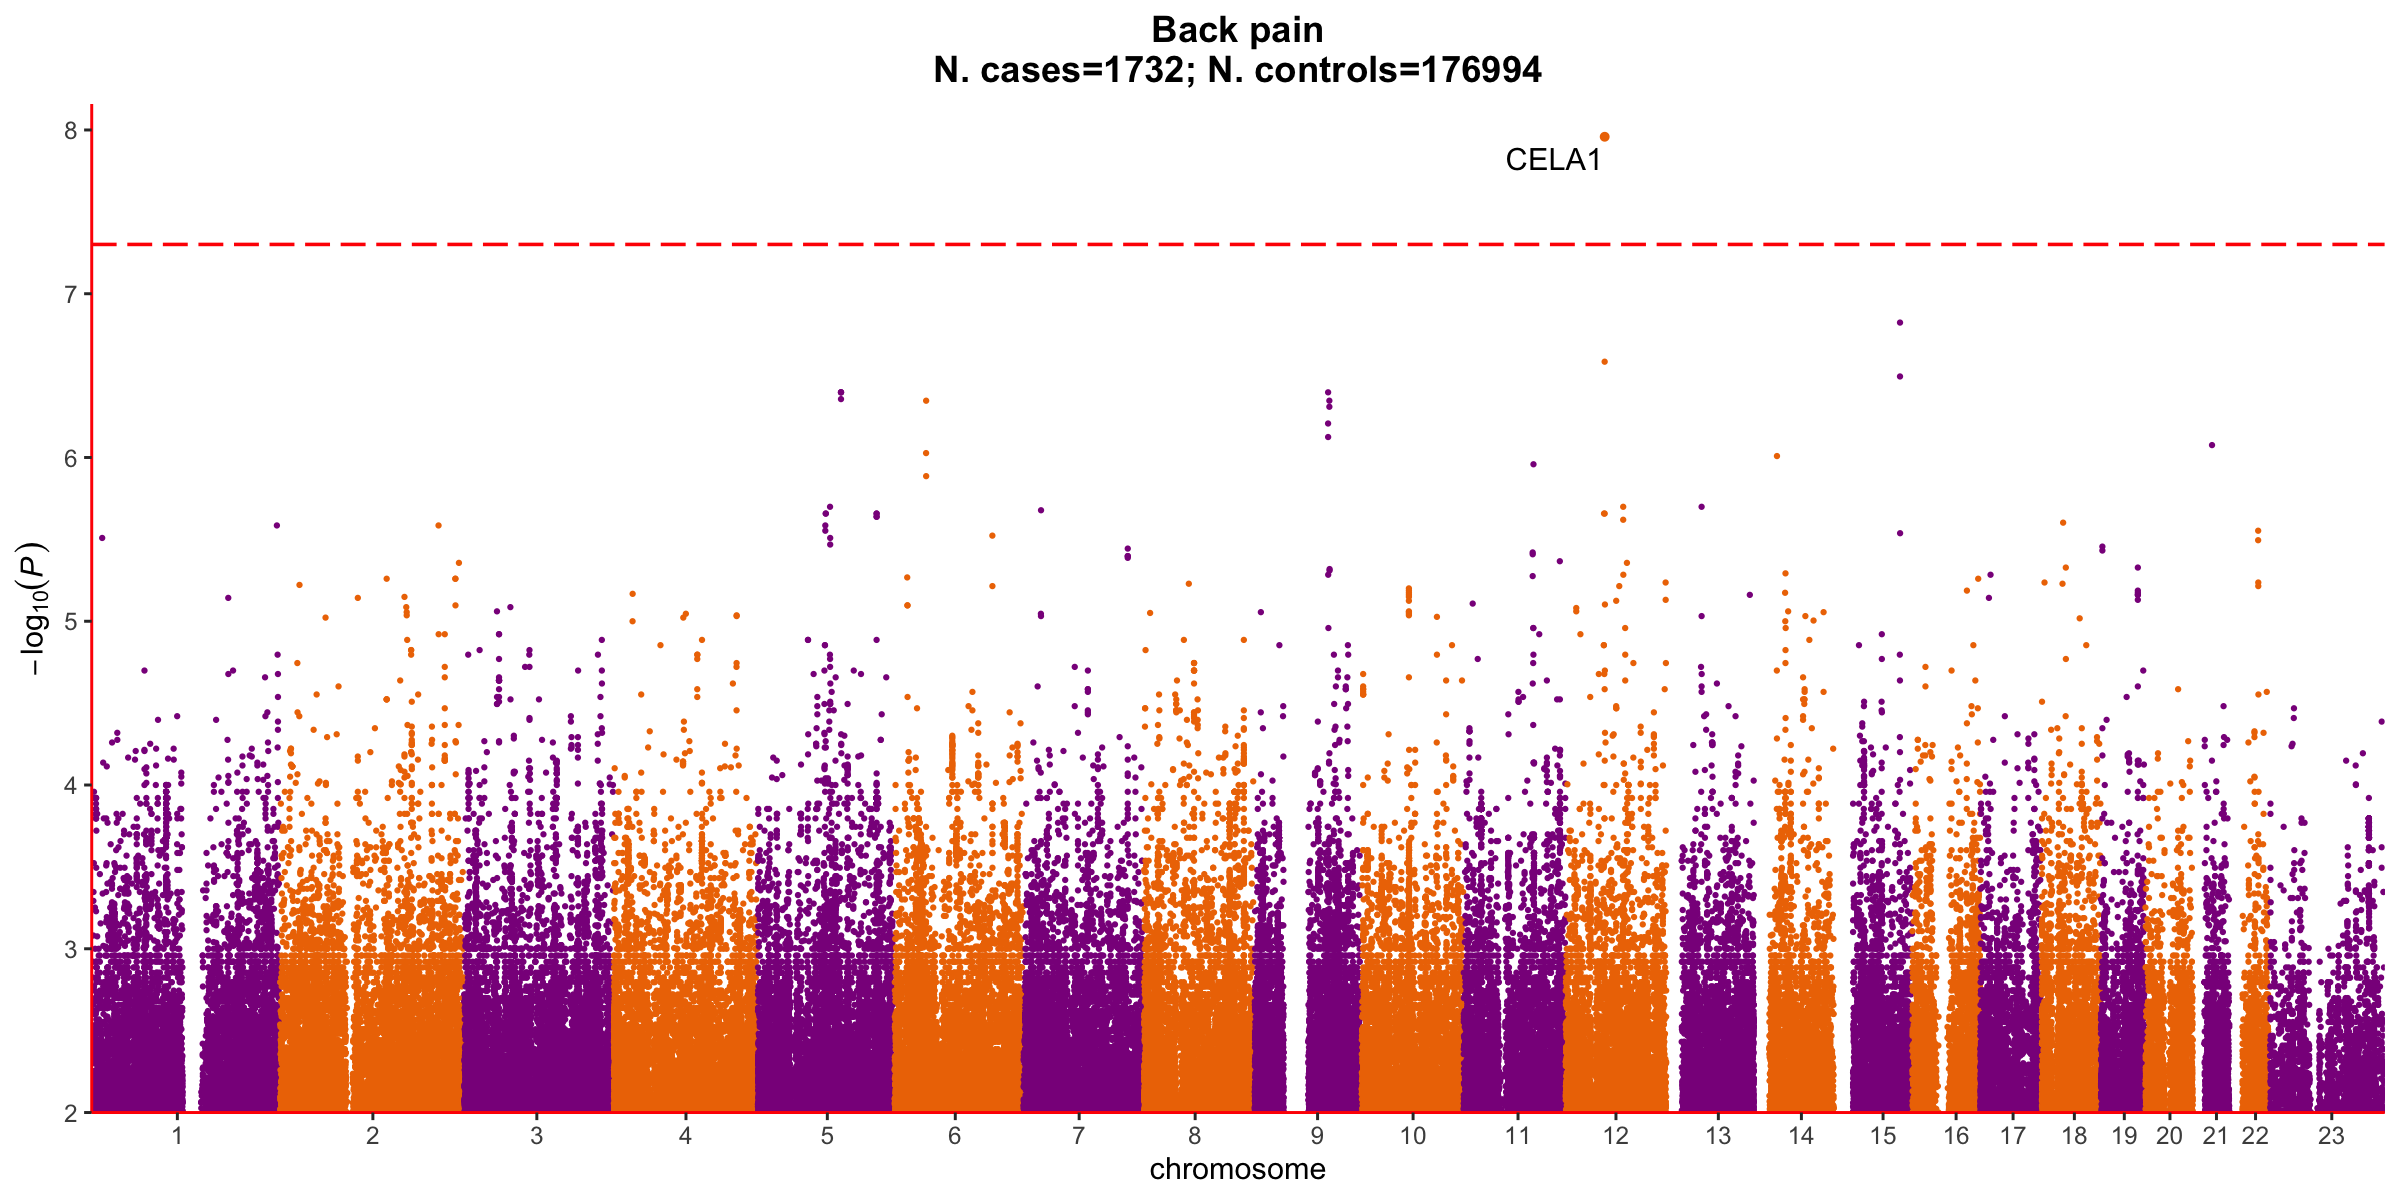 Back pain
N. cases=1732; N. controls=176994
8
CELA1
7
6
5
4
3
2
−log10(P)
1 2 3 4 5 6 7 8 9 10 11 12 13 14 15 16 17 18 19 20 21 22 23
chromosome